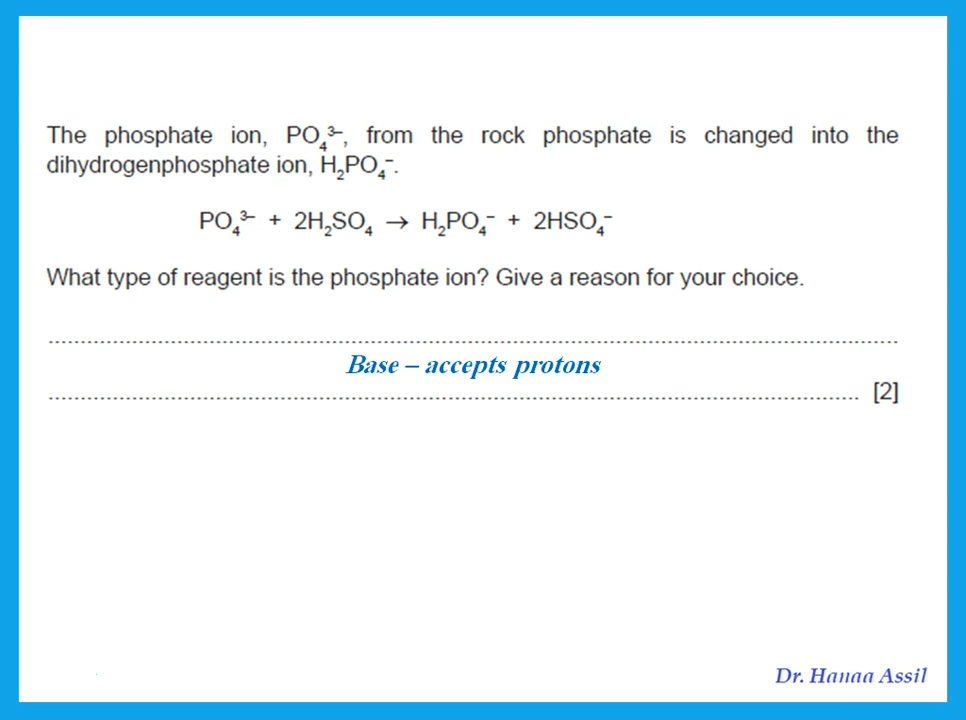 The phosphate ion, PO₄³⁻, from the rock phosphate is changed into the
dihydrogenphosphate ion, H₂PO₄⁻.
PO₄³⁻ + 2H₂SO₄ → H₂PO₄⁻ + 2HSO₄⁻
What type of reagent is the phosphate ion? Give a reason for your choice.
Base – accepts protons
[2]
Dr. Hanaa Assil